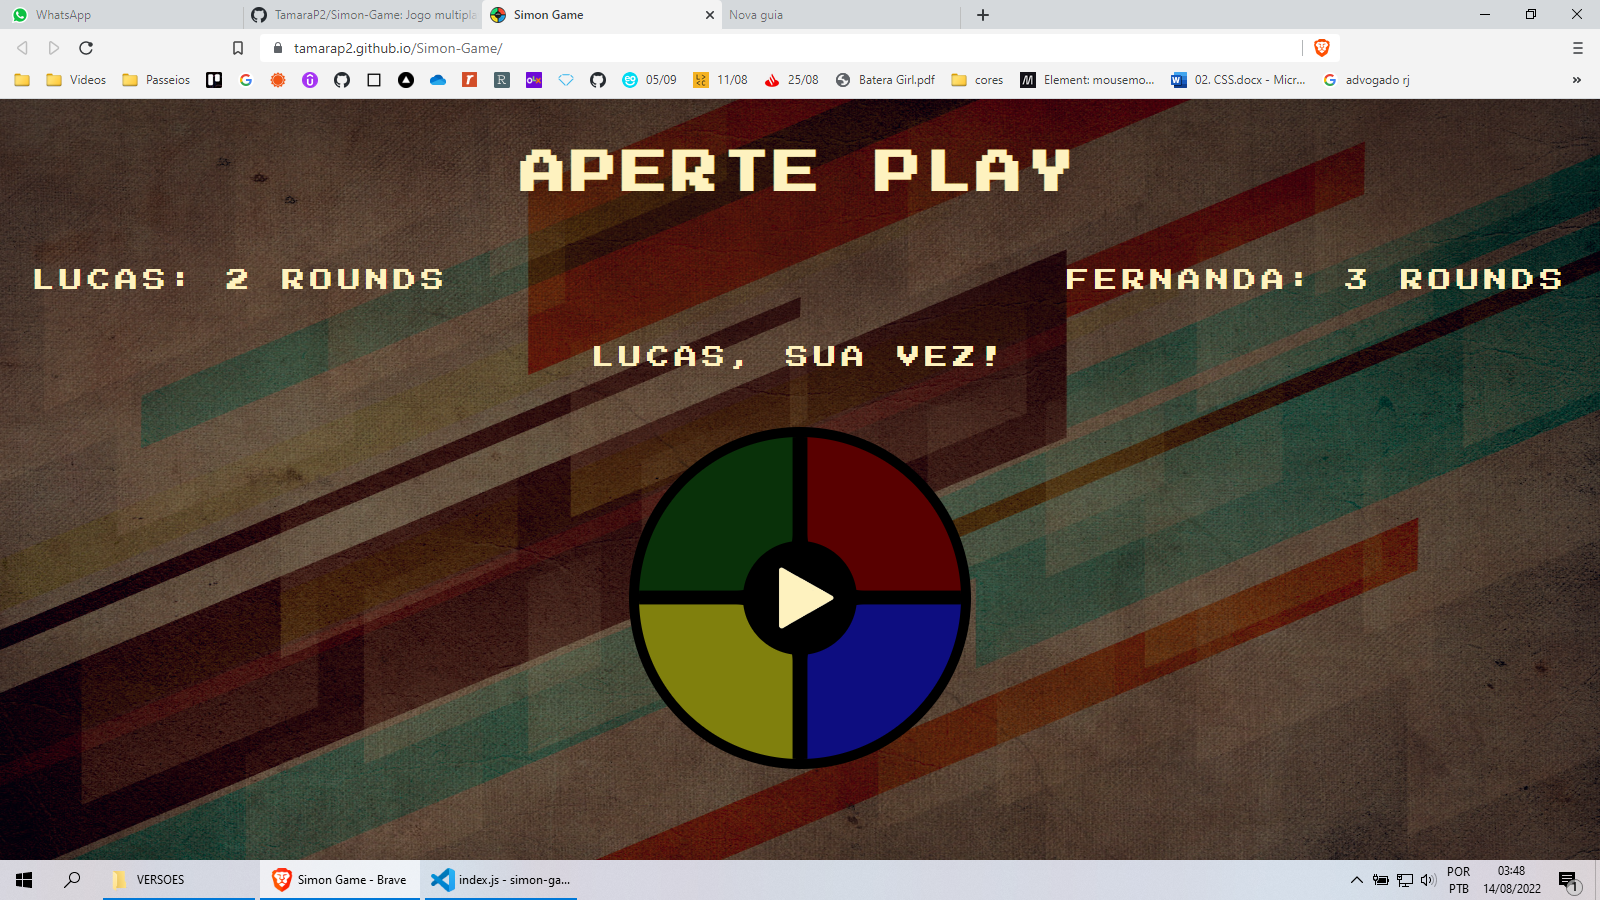 WhatsApp
TamaraP2/Simon-Game: Jogo multipla
Simon Game
Nova guia
tamarap2.github.io/Simon-Game/
Videos
Passeios
05/09
11/08
25/08
Batera Girl.pdf
cores
Element: mousemo...
02. CSS.docx - Micr...
advogado rj
APERTE PLAY
LUCAS: 2 ROUNDS
FERNANDA: 3 ROUNDS
LUCAS, SUA VEZ!
VERSOES
Simon Game - Brave
index.js - simon-ga...
POR
PTB
03:48
14/08/2022
1